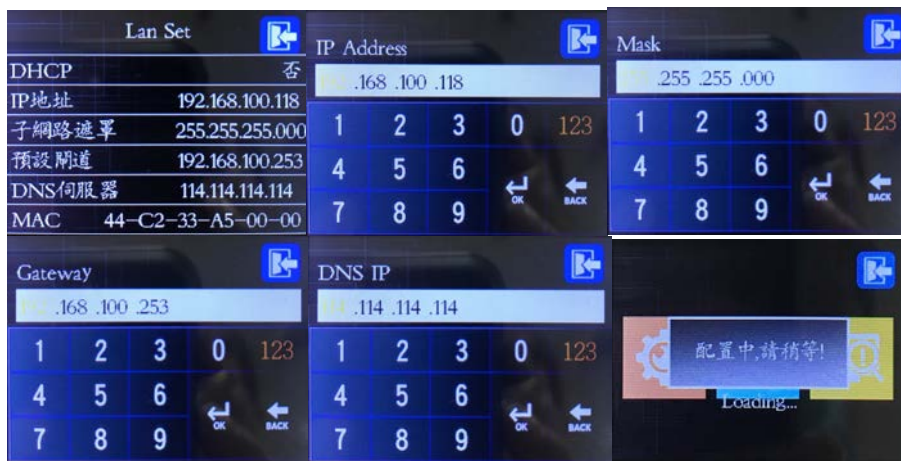 Lan Set
DHCP 否
IP地址 192.168.100.118
子網路遮罩 255.255.255.000
預設閘道 192.168.100.253
DNS伺服器 114.114.114.114
MAC 44-C2-33-A5-00-00
IP Address
.168 .100 .118
1 2 3 0 123
4 5 6
OK BACK
7 8 9
Mask
.255 .255 .000
1 2 3 0 123
4 5 6
OK BACK
7 8 9
Gateway
.168 .100 .253
1 2 3 0 123
4 5 6
OK BACK
7 8 9
DNS IP
.114 .114 .114
1 2 3 0 123
4 5 6
OK BACK
7 8 9
配置中,請稍等!
Loading...